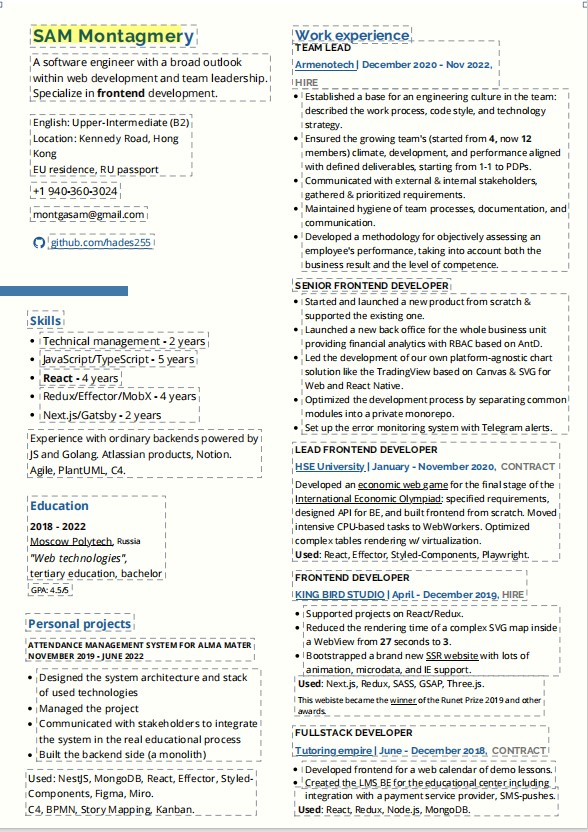 SAM Montagmery
A software engineer with a broad outlook
within web development and team leadership.
Specialize in frontend development.
English: Upper-Intermediate (B2)
Location: Kennedy Road, Hong
Kong
EU residence, RU passport
+1 940-360-3024
montgasam@gmail.com
github.com/hades255
Skills
• Technical management - 2 years
• JavaScript/TypeScript - 5 years
• React - 4 years
• Redux/Effector/MobX - 4 years
• Next.js/Gatsby - 2 years
Experience with ordinary backends powered by
JS and Golang. Atlassian products, Notion.
Agile, PlantUML, C4.
Education
2018 - 2022
Moscow Polytech, Russia
"Web technologies",
tertiary education, bachelor
GPA: 4.5/5
Personal projects
ATTENDANCE MANAGEMENT SYSTEM FOR ALMA MATER
NOVEMBER 2019 - JUNE 2022
• Designed the system architecture and stack
of used technologies
• Managed the project
• Communicated with stakeholders to integrate
the system in the real educational process
• Built the backend side (a monolith)
Used: NestJS, MongoDB, React, Effector, Styled-
Components, Figma, Miro.
C4, BPMN, Story Mapping, Kanban.
Work experience
TEAM LEAD
Armenotech | December 2020 - Nov 2022,
HIRE
• Established a base for an engineering culture in the team:
described the work process, code style, and technology
strategy.
• Ensured the growing team's (started from 4, now 12
members) climate, development, and performance aligned
with defined deliverables, starting from 1-1 to PDPs.
• Communicated with external & internal stakeholders,
gathered & prioritized requirements.
• Maintained hygiene of team processes, documentation, and
communication.
• Developed a methodology for objectively assessing an
employee's performance, taking into account both the
business result and the level of competence.
SENIOR FRONTEND DEVELOPER
• Started and launched a new product from scratch &
supported the existing one.
• Launched a new back office for the whole business unit
providing financial analytics with RBAC based on AntD.
• Led the development of our own platform-agnostic chart
solution like the TradingView based on Canvas & SVG for
Web and React Native.
• Optimized the development process by separating common
modules into a private monorepo.
• Set up the error monitoring system with Telegram alerts.
LEAD FRONTEND DEVELOPER
HSE University | January - November 2020, CONTRACT
Developed an economic web game for the final stage of the
International Economic Olympiad: specified requirements,
designed API for BE, and built frontend from scratch. Moved
intensive CPU-based tasks to WebWorkers. Optimized
complex tables rendering w/ virtualization.
Used: React, Effector, Styled-Components, Playwright.
FRONTEND DEVELOPER
KING BIRD STUDIO | April - December 2019, HIRE
• Supported projects on React/Redux.
• Reduced the rendering time of a complex SVG map inside
a WebView from 27 seconds to 3.
• Bootstrapped a brand new SSR website with lots of
animation, microdata, and IE support.
Used: Next.js, Redux, SASS, GSAP, Three.js.
This webiste became the winner of the Runet Prize 2019 and other
awards.
FULLSTACK DEVELOPER
Tutoring empire | June - December 2018, CONTRACT
• Developed frontend for a web calendar of demo lessons.
• Created the LMS BE for the educational center including
integration with a payment service provider, SMS-pushes.
Used: React, Redux, Node.js, MongoDB.